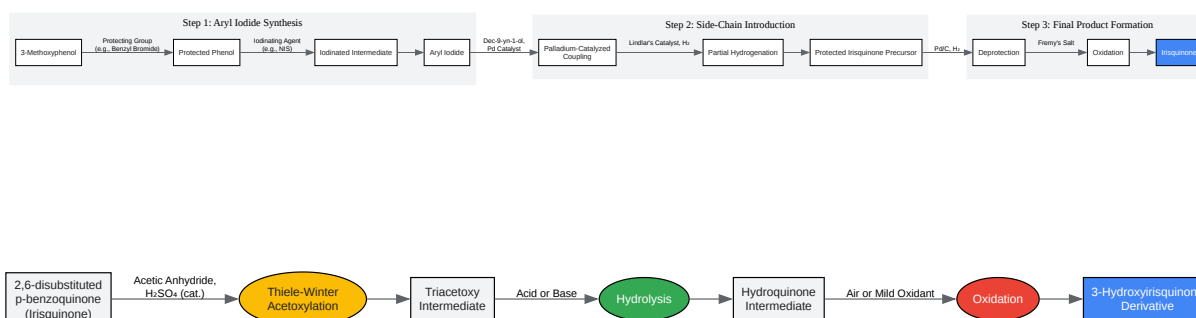 Step 1: Aryl Iodide Synthesis
3-Methoxyphenol
Protecting Group
(e.g., Benzyl Bromide)
Protected Phenol
Iodinating Agent
(e.g., NIS)
Iodinated Intermediate
Aryl Iodide
Dec-9-yn-1-ol,
Pd Catalyst
Step 2: Side-Chain Introduction
Palladium-Catalyzed
Coupling
Lindlar's Catalyst, H₂
Partial Hydrogenation
Protected Irisquinone Precursor
Pd/C, H₂
Step 3: Final Product Formation
Deprotection
Fremy's Salt
Oxidation
Irisquinone
2,6-disubstituted
p-benzoquinone
(Irisquinone)
Acetic Anhydride,
H₂SO₄ (cat.)
Thiele-Winter
Acetoxylation
Triacetoxy
Intermediate
Acid or Base
Hydrolysis
Hydroquinone
Intermediate
Air or Mild Oxidant
Oxidation
3-Hydroxyirisquinon
Derivative